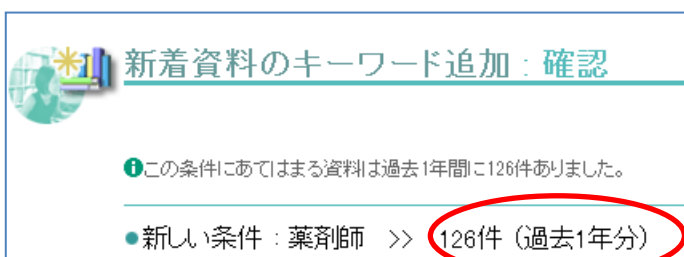 新着資料のキーワード追加：確認
この条件にあてはまる資料は過去1年間に126件ありました。
●新しい条件：薬剤師 >> 126件（過去1年分）